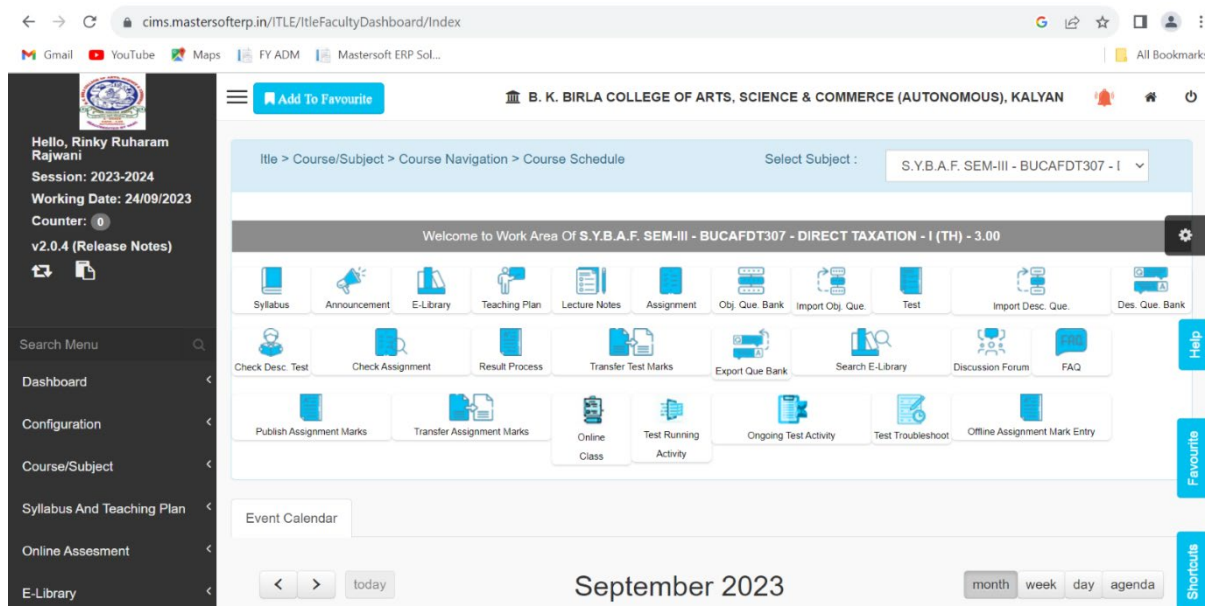 cims.mastersofterp.in/ITLE/ItleFacultyDashboard/Index
Gmail YouTube Maps FY ADM Mastersoft ERP Sol... All Bookmarks
Hello, Rinky Ruharam
Rajwani
Session: 2023-2024
Working Date: 24/09/2023
Counter: 0
v2.0.4 (Release Notes)
Search Menu
Dashboard
Configuration
Course/Subject
Syllabus And Teaching Plan
Online Assesment
E-Library
Add To Favourite
B. K. BIRLA COLLEGE OF ARTS, SCIENCE & COMMERCE (AUTONOMOUS), KALYAN
Itle > Course/Subject > Course Navigation > Course Schedule
Select Subject :
S.Y.B.A.F. SEM-III - BUCAFDT307 - I
Welcome to Work Area Of S.Y.B.A.F. SEM-III - BUCAFDT307 - DIRECT TAXATION - I (TH) - 3.00
Syllabus Announcement E-Library Teaching Plan Lecture Notes Assignment Obj. Que. Bank Import Obj. Que. Test Import Desc. Que. Des. Que. Bank
FAQ
Check Desc. Test Check Assignment Result Process Transfer Test Marks Export Que Bank Search E-Library Discussion Forum FAQ
Publish Assignment Marks Transfer Assignment Marks Online Class Test Running Activity Ongoing Test Activity Test Troubleshoot Offline Assignment Mark Entry
Help
Favourite
Shortcuts
Event Calendar
today
September 2023
month week day agenda